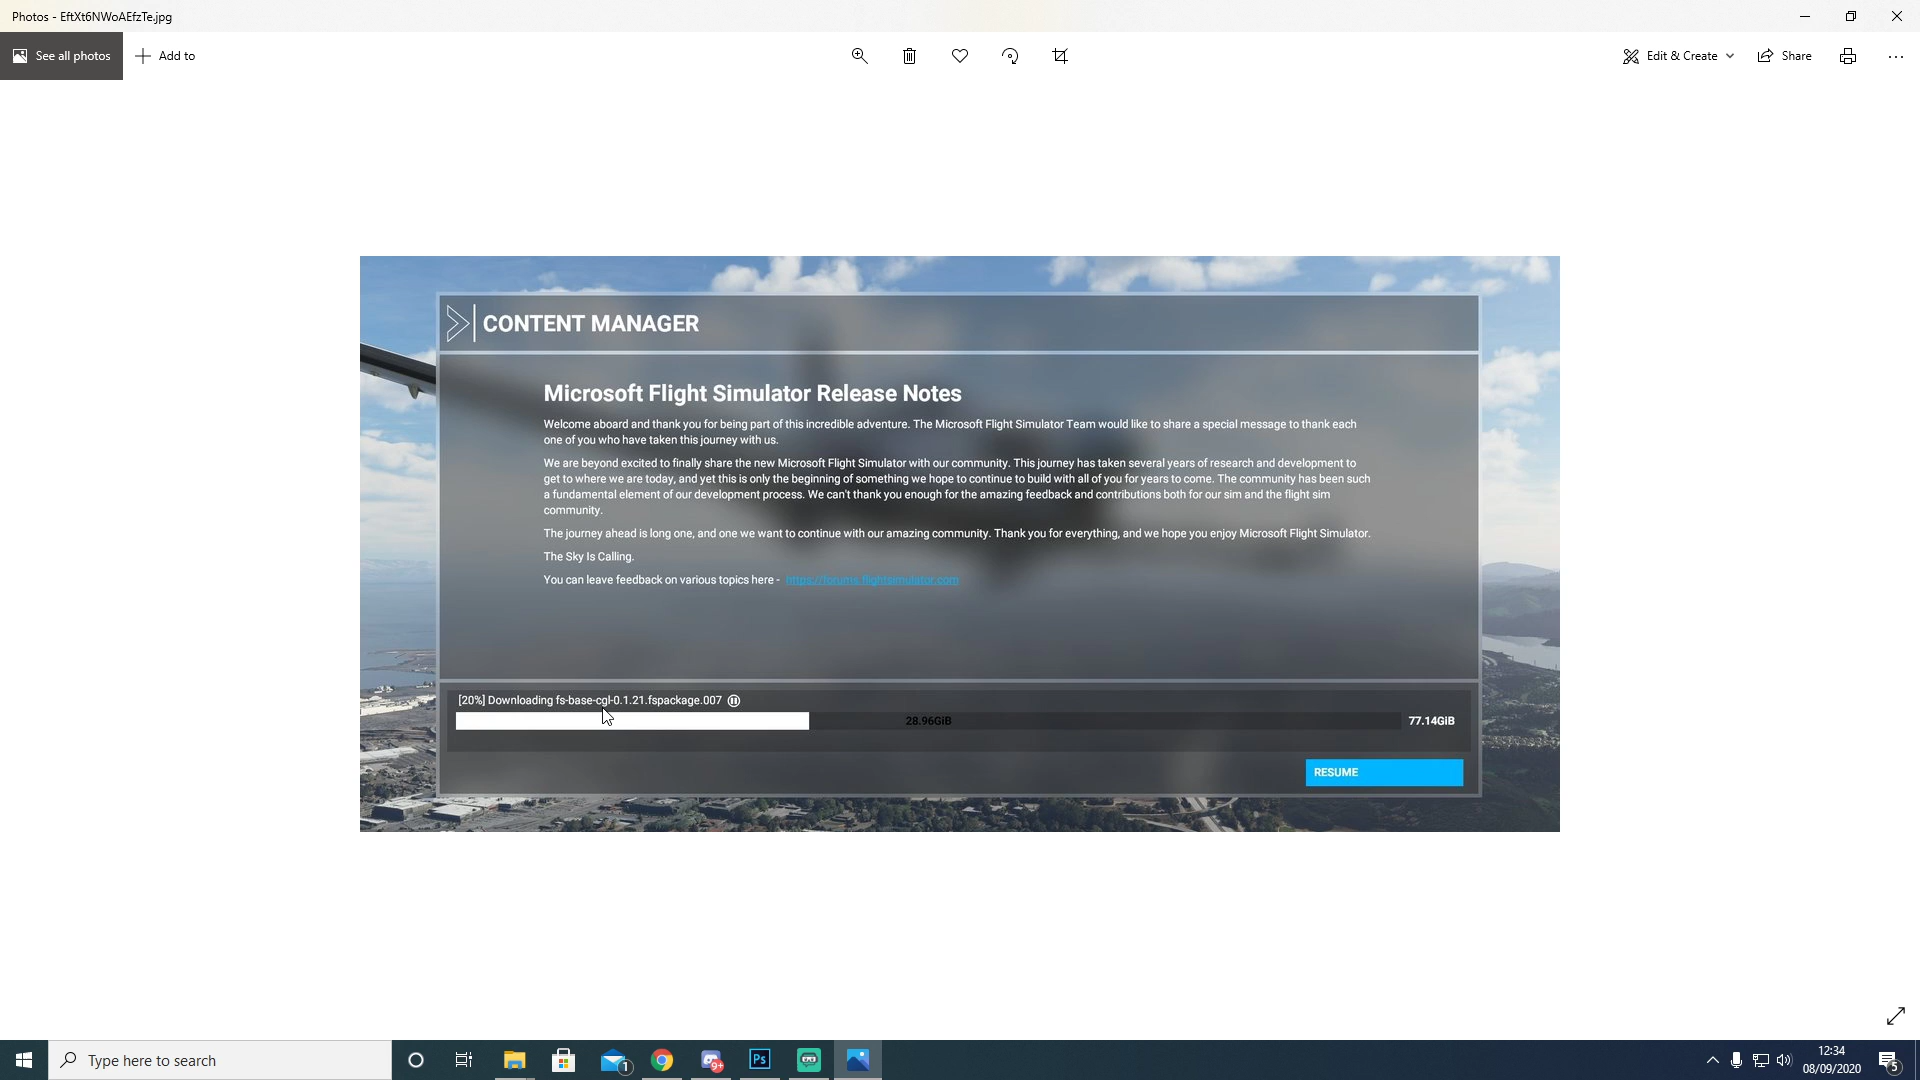 Photos - EftXt6NWoAEfzTe.jpg
See all photos
Add to
Edit & Create
Share
CONTENT MANAGER
Microsoft Flight Simulator Release Notes
Welcome aboard and thank you for being part of this incredible adventure. The Microsoft Flight Simulator Team would like to share a special message to thank each
one of you who have taken this journey with us.
We are beyond excited to finally share the new Microsoft Flight Simulator with our community. This journey has taken several years of research and development to
get to where we are today, and yet this is only the beginning of something we hope to continue to build with all of you for years to come. The community has been such
a fundamental element of our development process. We can't thank you enough for the amazing feedback and contributions both for our sim and the flight sim
community.
The journey ahead is long one, and one we want to continue with our amazing community. Thank you for everything, and we hope you enjoy Microsoft Flight Simulator.
The Sky Is Calling.
You can leave feedback on various topics here - https://forums.flightsimulator.com
[20%] Downloading fs-base-cgl-0.1.21.fspackage.007
28.96GiB
77.14GiB
RESUME
Type here to search
1
9+
Ps
12:34
08/09/2020
5